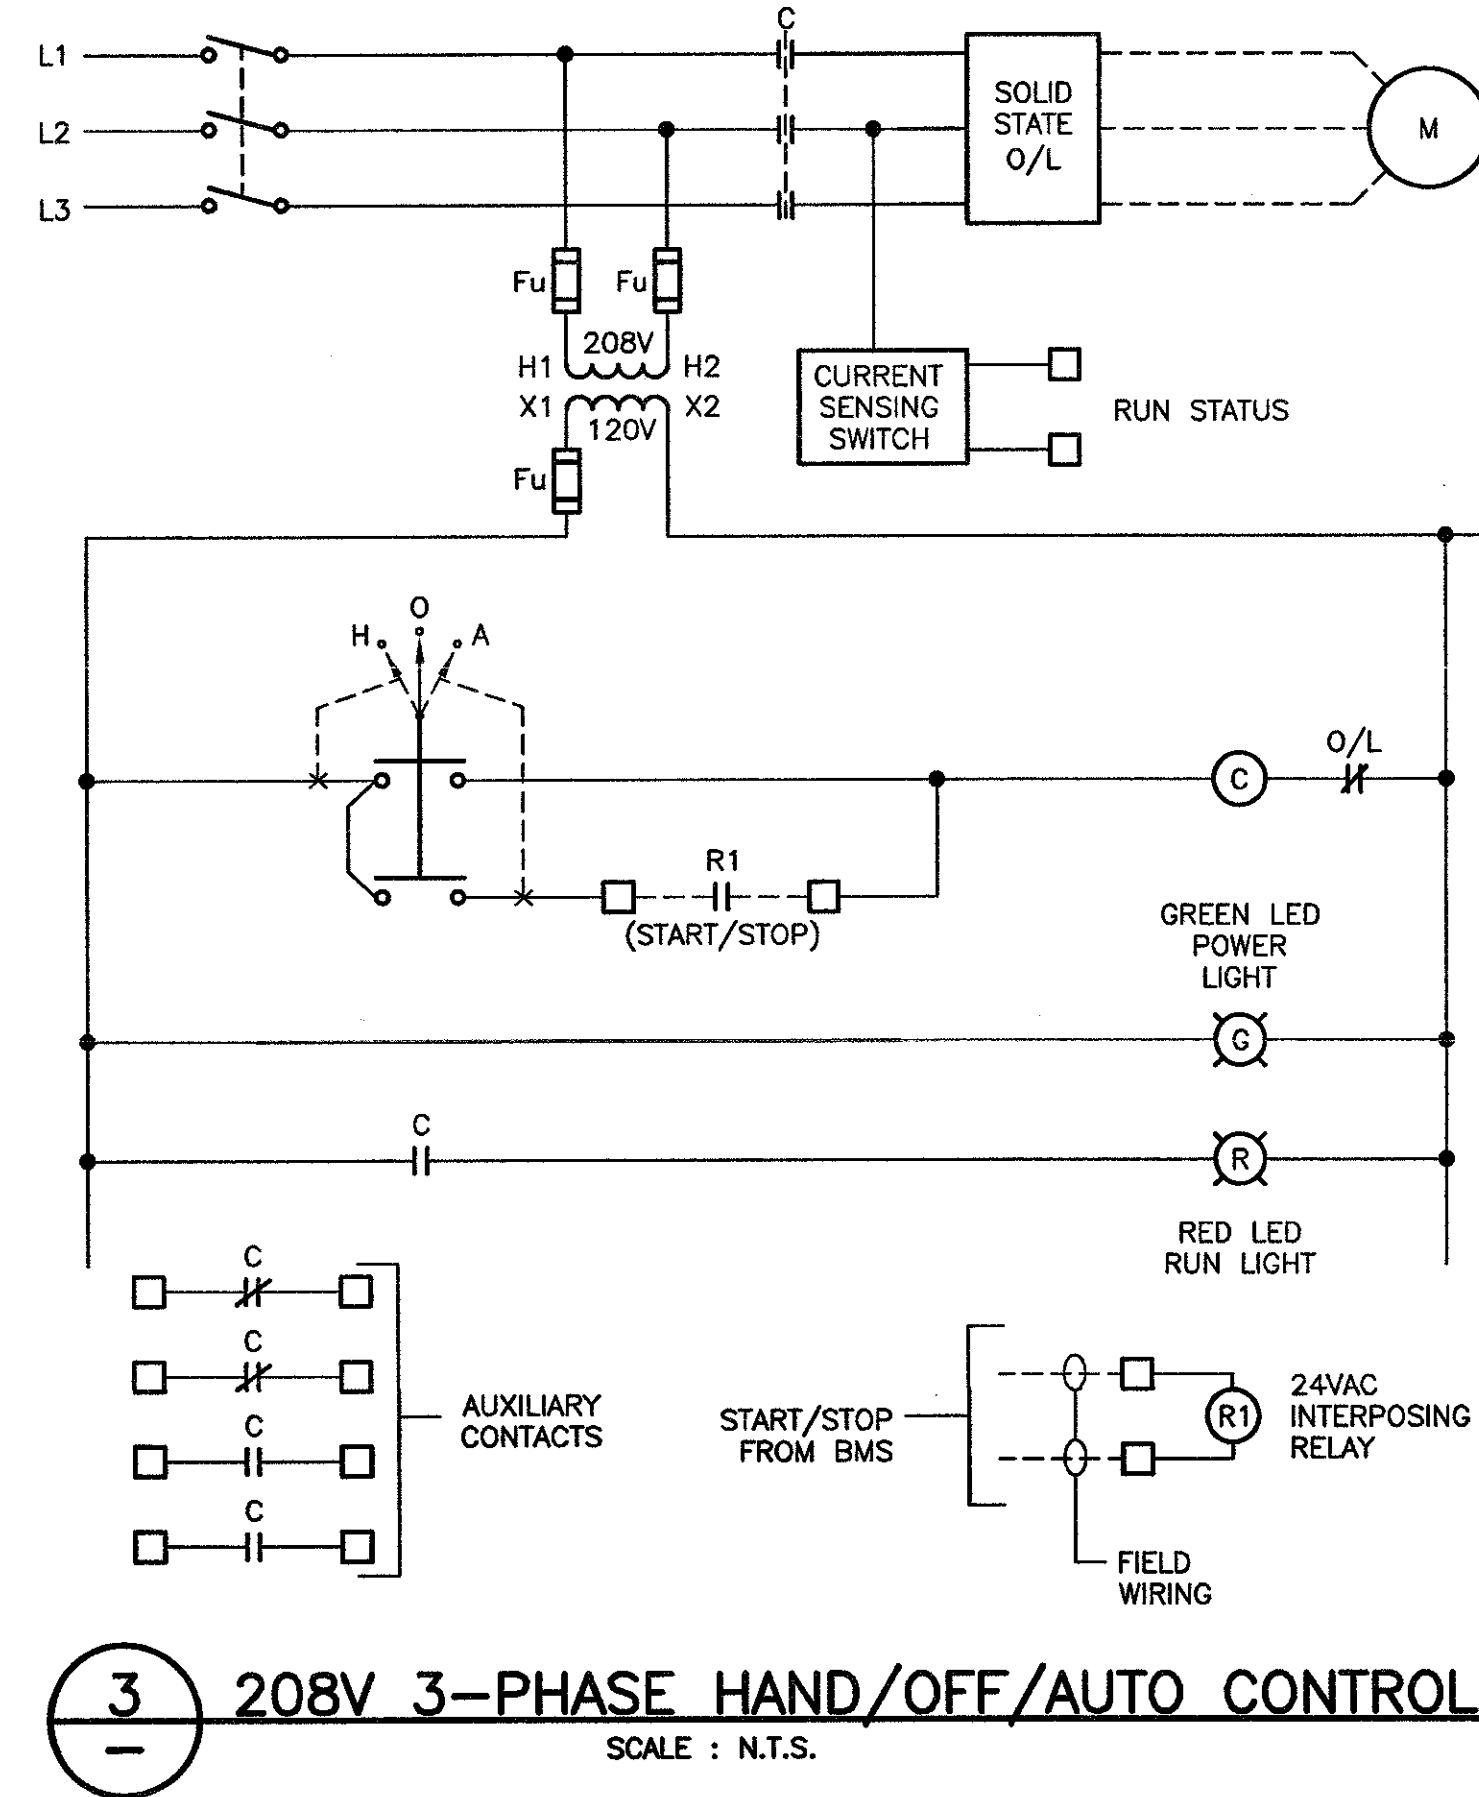 C
L1
SOLID
STATE
O/L
M
L2
L3
Fu
Fu
208V
H1
H2
X1
X2
120V
Fu
CURRENT
SENSING
SWITCH
RUN STATUS
H
O
A
O/L
C
R1
(START/STOP)
GREEN LED
POWER
LIGHT
G
C
R
RED LED
RUN LIGHT
C
C
C
C
AUXILIARY
CONTACTS
START/STOP
FROM BMS
R1
24VAC
INTERPOSING
RELAY
FIELD
WIRING
3
–
208V 3-PHASE HAND/OFF/AUTO CONTROL
SCALE : N.T.S.